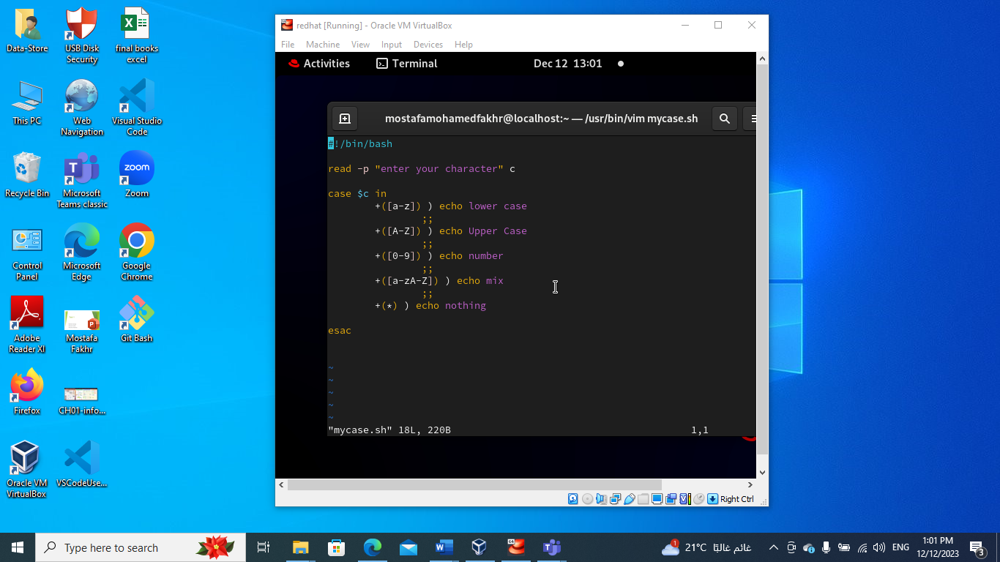 Data-Store
USB Disk
Security
final books
excel
This PC
Web
Navigation
Visual Studio
Code
Recycle Bin
Microsoft
Teams classic
zoom
Zoom
Control
Panel
Microsoft
Edge
Google
Chrome
Adobe
Reader XI
Mostafa
Fakhr
Git Bash
Firefox
CH01-info...
Oracle VM
VirtualBox
VSCodeUse...
redhat [Running] - Oracle VM VirtualBox
File Machine View Input Devices Help
Activities Terminal Dec 12 13:01
mostafamohamedfakhr@localhost:~ — /usr/bin/vim mycase.sh
#!/bin/bash
read -p "enter your character" c
case $c in
+([a-z]) ) echo lower case
;;
+([A-Z]) ) echo Upper Case
;;
+([0-9]) ) echo number
;;
+([a-zA-Z]) ) echo mix
;;
+(*) ) echo nothing
esac
~
~
~
~
~
"mycase.sh" 18L, 220B 1,1
Right Ctrl
Type here to search
1
21°C غائم غالبًا
ENG
1:01 PM
12/12/2023
3